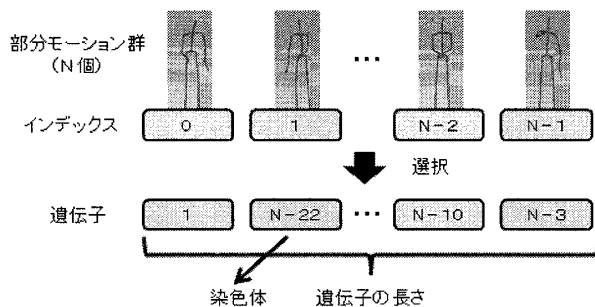 部分モーション群
(N個)
インデックス 0 1 ... N-2 N-1
選択
遺伝子 1 N-22 ... N-10 N-3
染色体 遺伝子の長さ